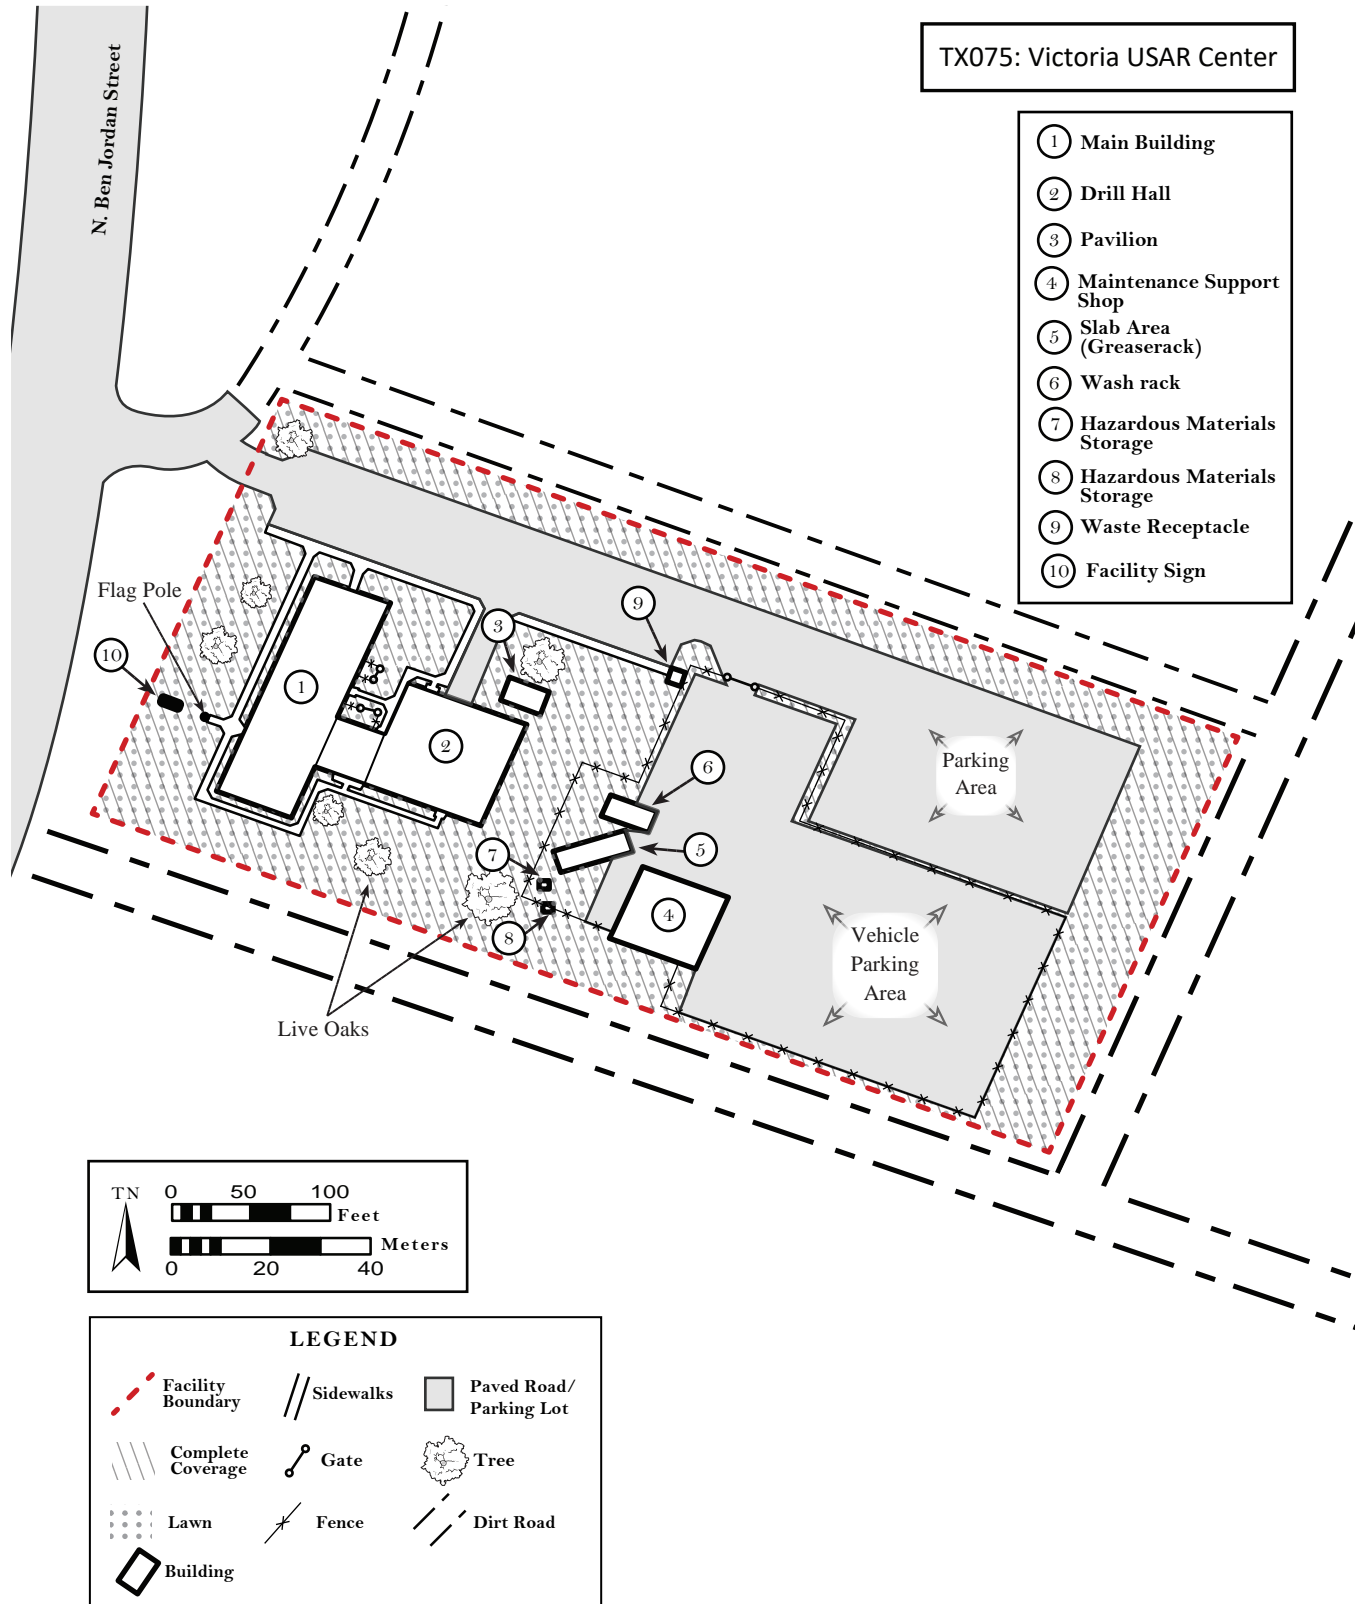 TX075: Victoria USAR Center
N. Ben Jordan Street
1 Main Building
2 Drill Hall
3 Pavilion
4 Maintenance Support
Shop
5 Slab Area
(Greaserack)
6 Wash rack
7 Hazardous Materials
Storage
8 Hazardous Materials
Storage
9 Waste Receptacle
10 Facility Sign
Flag Pole
10
1
2
3
9
6
5
7
8
4
Parking
Area
Vehicle
Parking
Area
Live Oaks
TN
0 50 100
Feet
Meters
0 20 40
LEGEND
Facility
Boundary
Sidewalks
Paved Road/
Parking Lot
Complete
Coverage
Gate
Tree
Lawn
Fence
Dirt Road
Building